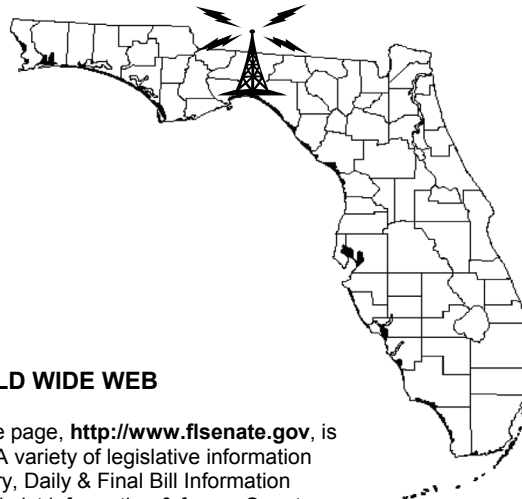 LD WIDE WEB
e page, http://www.flsenate.gov, is
A variety of legislative information
ry, Daily & Final Bill Information